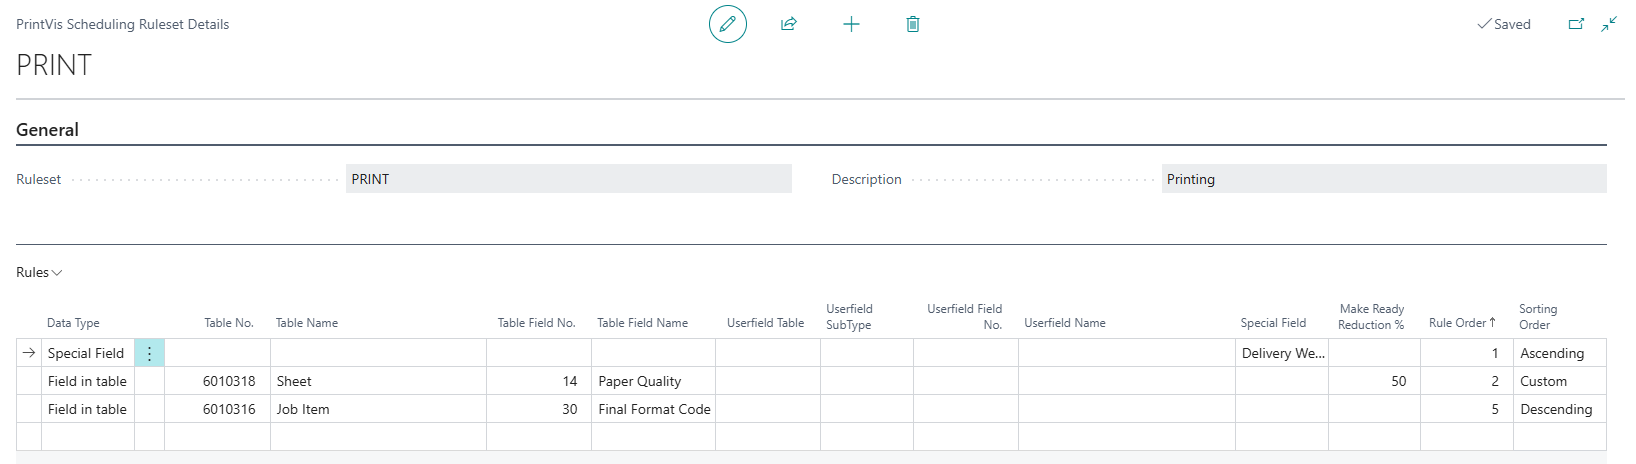 PrintVis Scheduling Ruleset Details
Saved
PRINT
General
Ruleset PRINT Description Printing
Rules
Data Type Table No. Table Name Table Field No. Table Field Name Userfield Table Userfield SubType Userfield Field No. Userfield Name Special Field Make Ready Reduction % Rule Order Sorting Order
Special Field Delivery We... 1 Ascending
Field in table 6010318 Sheet 14 Paper Quality 50 2 Custom
Field in table 6010316 Job Item 30 Final Format Code 5 Descending